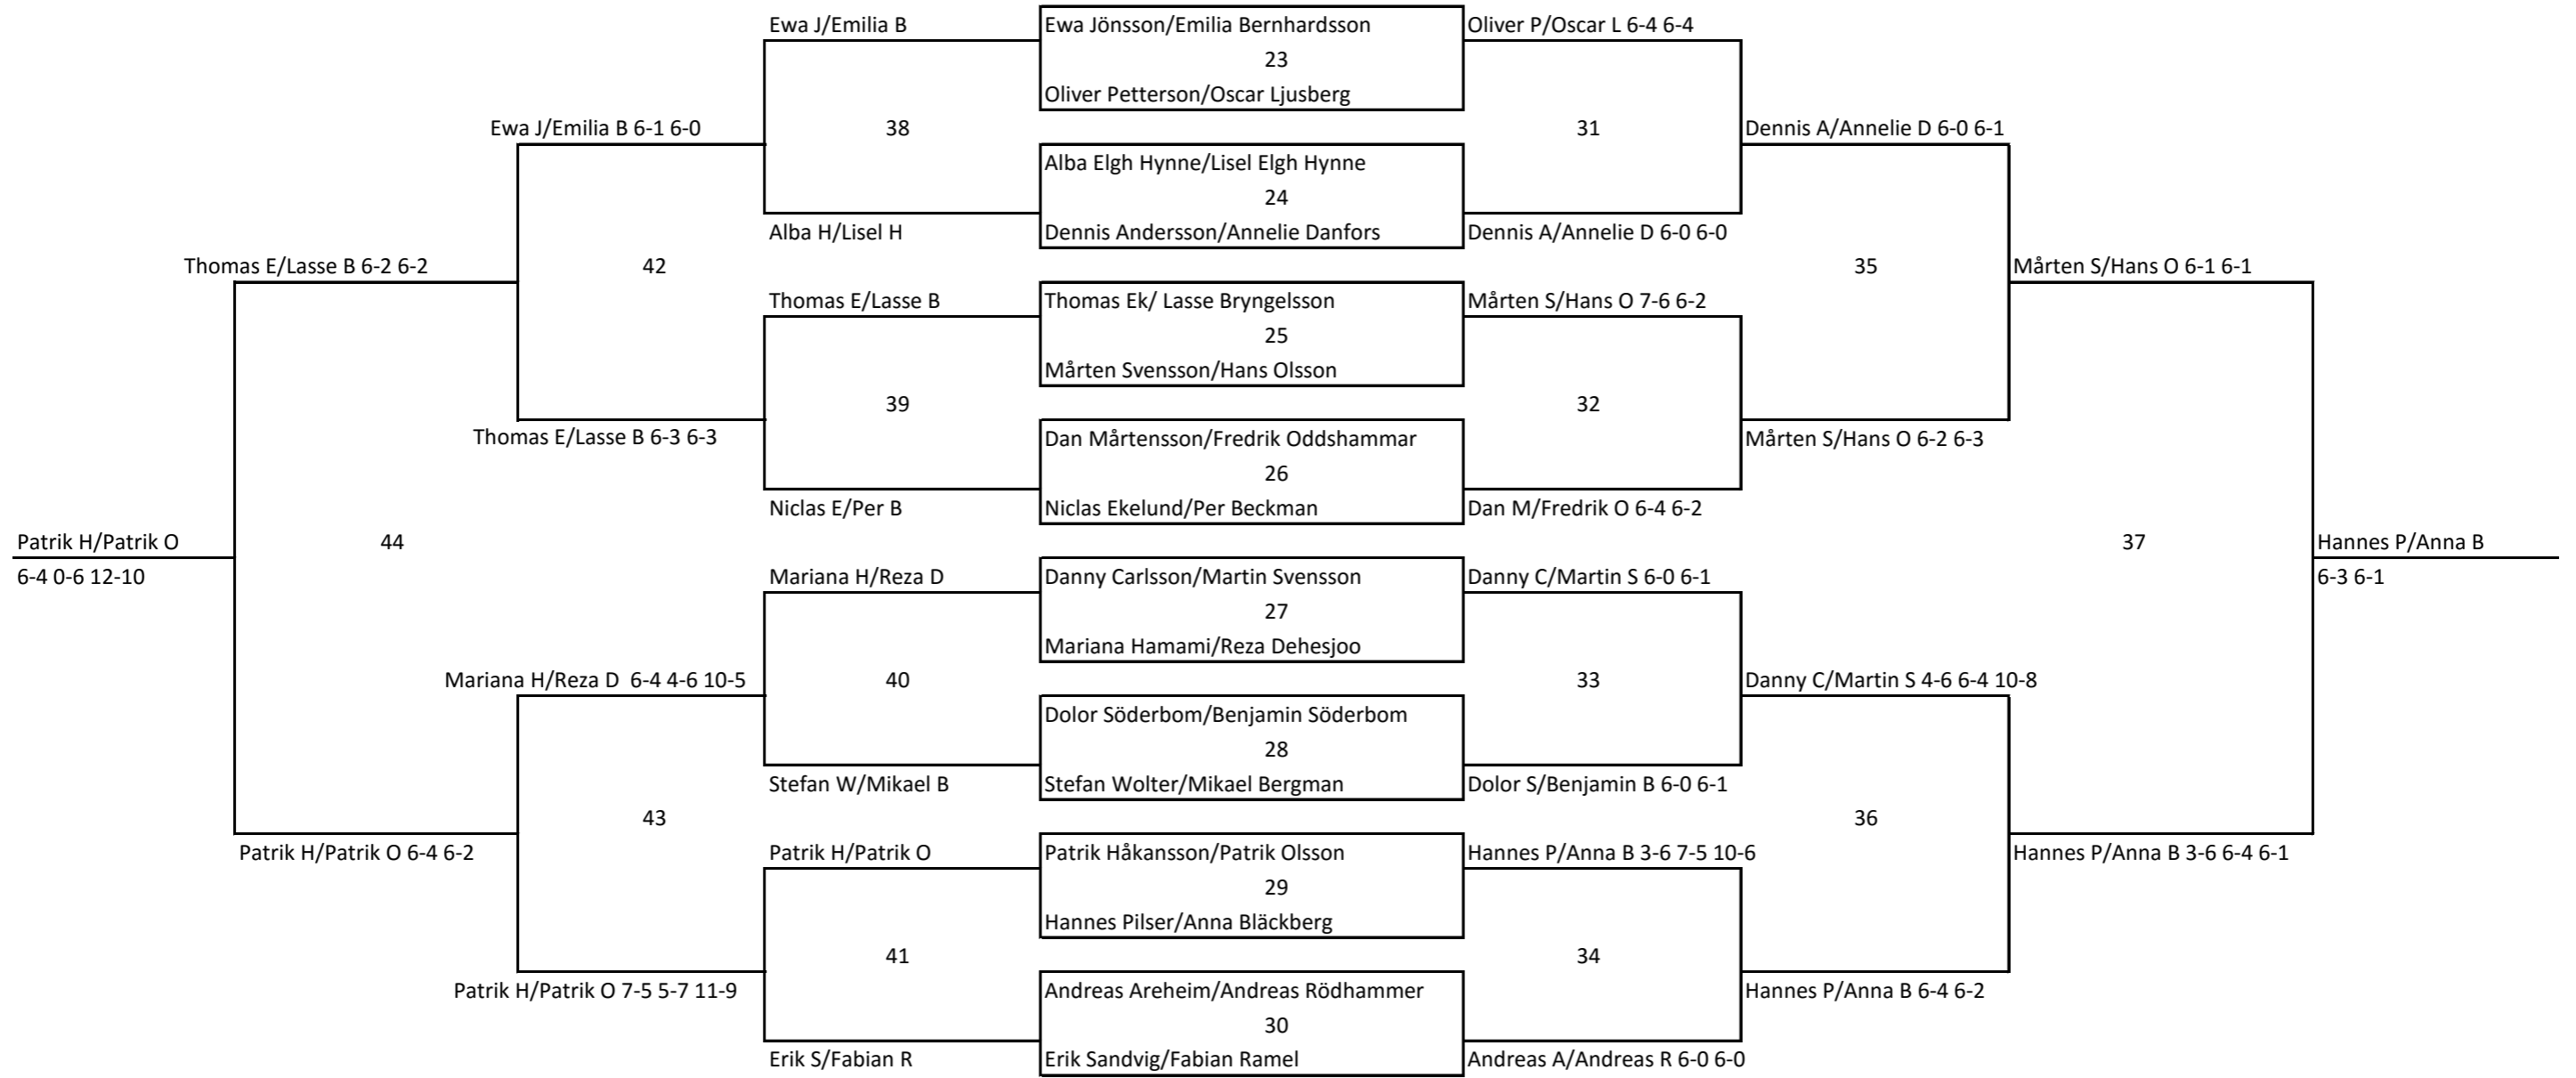 Ewa J/Emilia B
Ewa Jönsson/Emilia Bernhardsson
Oliver P/Oscar L 6-4 6-4
23
Oliver Petterson/Oscar Ljusberg
Ewa J/Emilia B 6-1 6-0
38
31
Dennis A/Annelie D 6-0 6-1
Alba Elgh Hynne/Lisel Elgh Hynne
24
Alba H/Lisel H
Dennis Andersson/Annelie Danfors
Dennis A/Annelie D 6-0 6-0
Thomas E/Lasse B 6-2 6-2
42
35
Mårten S/Hans O 6-1 6-1
Thomas E/Lasse B
Thomas Ek/ Lasse Bryngelsson
Mårten S/Hans O 7-6 6-2
25
Mårten Svensson/Hans Olsson
39
32
Thomas E/Lasse B 6-3 6-3
Dan Mårtensson/Fredrik Oddshammar
Mårten S/Hans O 6-2 6-3
26
Niclas E/Per B
Niclas Ekelund/Per Beckman
Dan M/Fredrik O 6-4 6-2
Patrik H/Patrik O
44
37
Hannes P/Anna B
6-4 0-6 12-10
Mariana H/Reza D
Danny Carlsson/Martin Svensson
Danny C/Martin S 6-0 6-1
6-3 6-1
27
Mariana Hamami/Reza Dehesjoo
Mariana H/Reza D  6-4 4-6 10-5
40
33
Danny C/Martin S 4-6 6-4 10-8
Dolor Söderbom/Benjamin Söderbom
28
Stefan W/Mikael B
Stefan Wolter/Mikael Bergman
Dolor S/Benjamin B 6-0 6-1
43
36
Patrik H/Patrik O 6-4 6-2
Patrik H/Patrik O
Patrik Håkansson/Patrik Olsson
Hannes P/Anna B 3-6 7-5 10-6
Hannes P/Anna B 3-6 6-4 6-1
29
Hannes Pilser/Anna Bläckberg
41
34
Patrik H/Patrik O 7-5 5-7 11-9
Andreas Areheim/Andreas Rödhammer
Hannes P/Anna B 6-4 6-2
30
Erik S/Fabian R
Erik Sandvig/Fabian Ramel
Andreas A/Andreas R 6-0 6-0